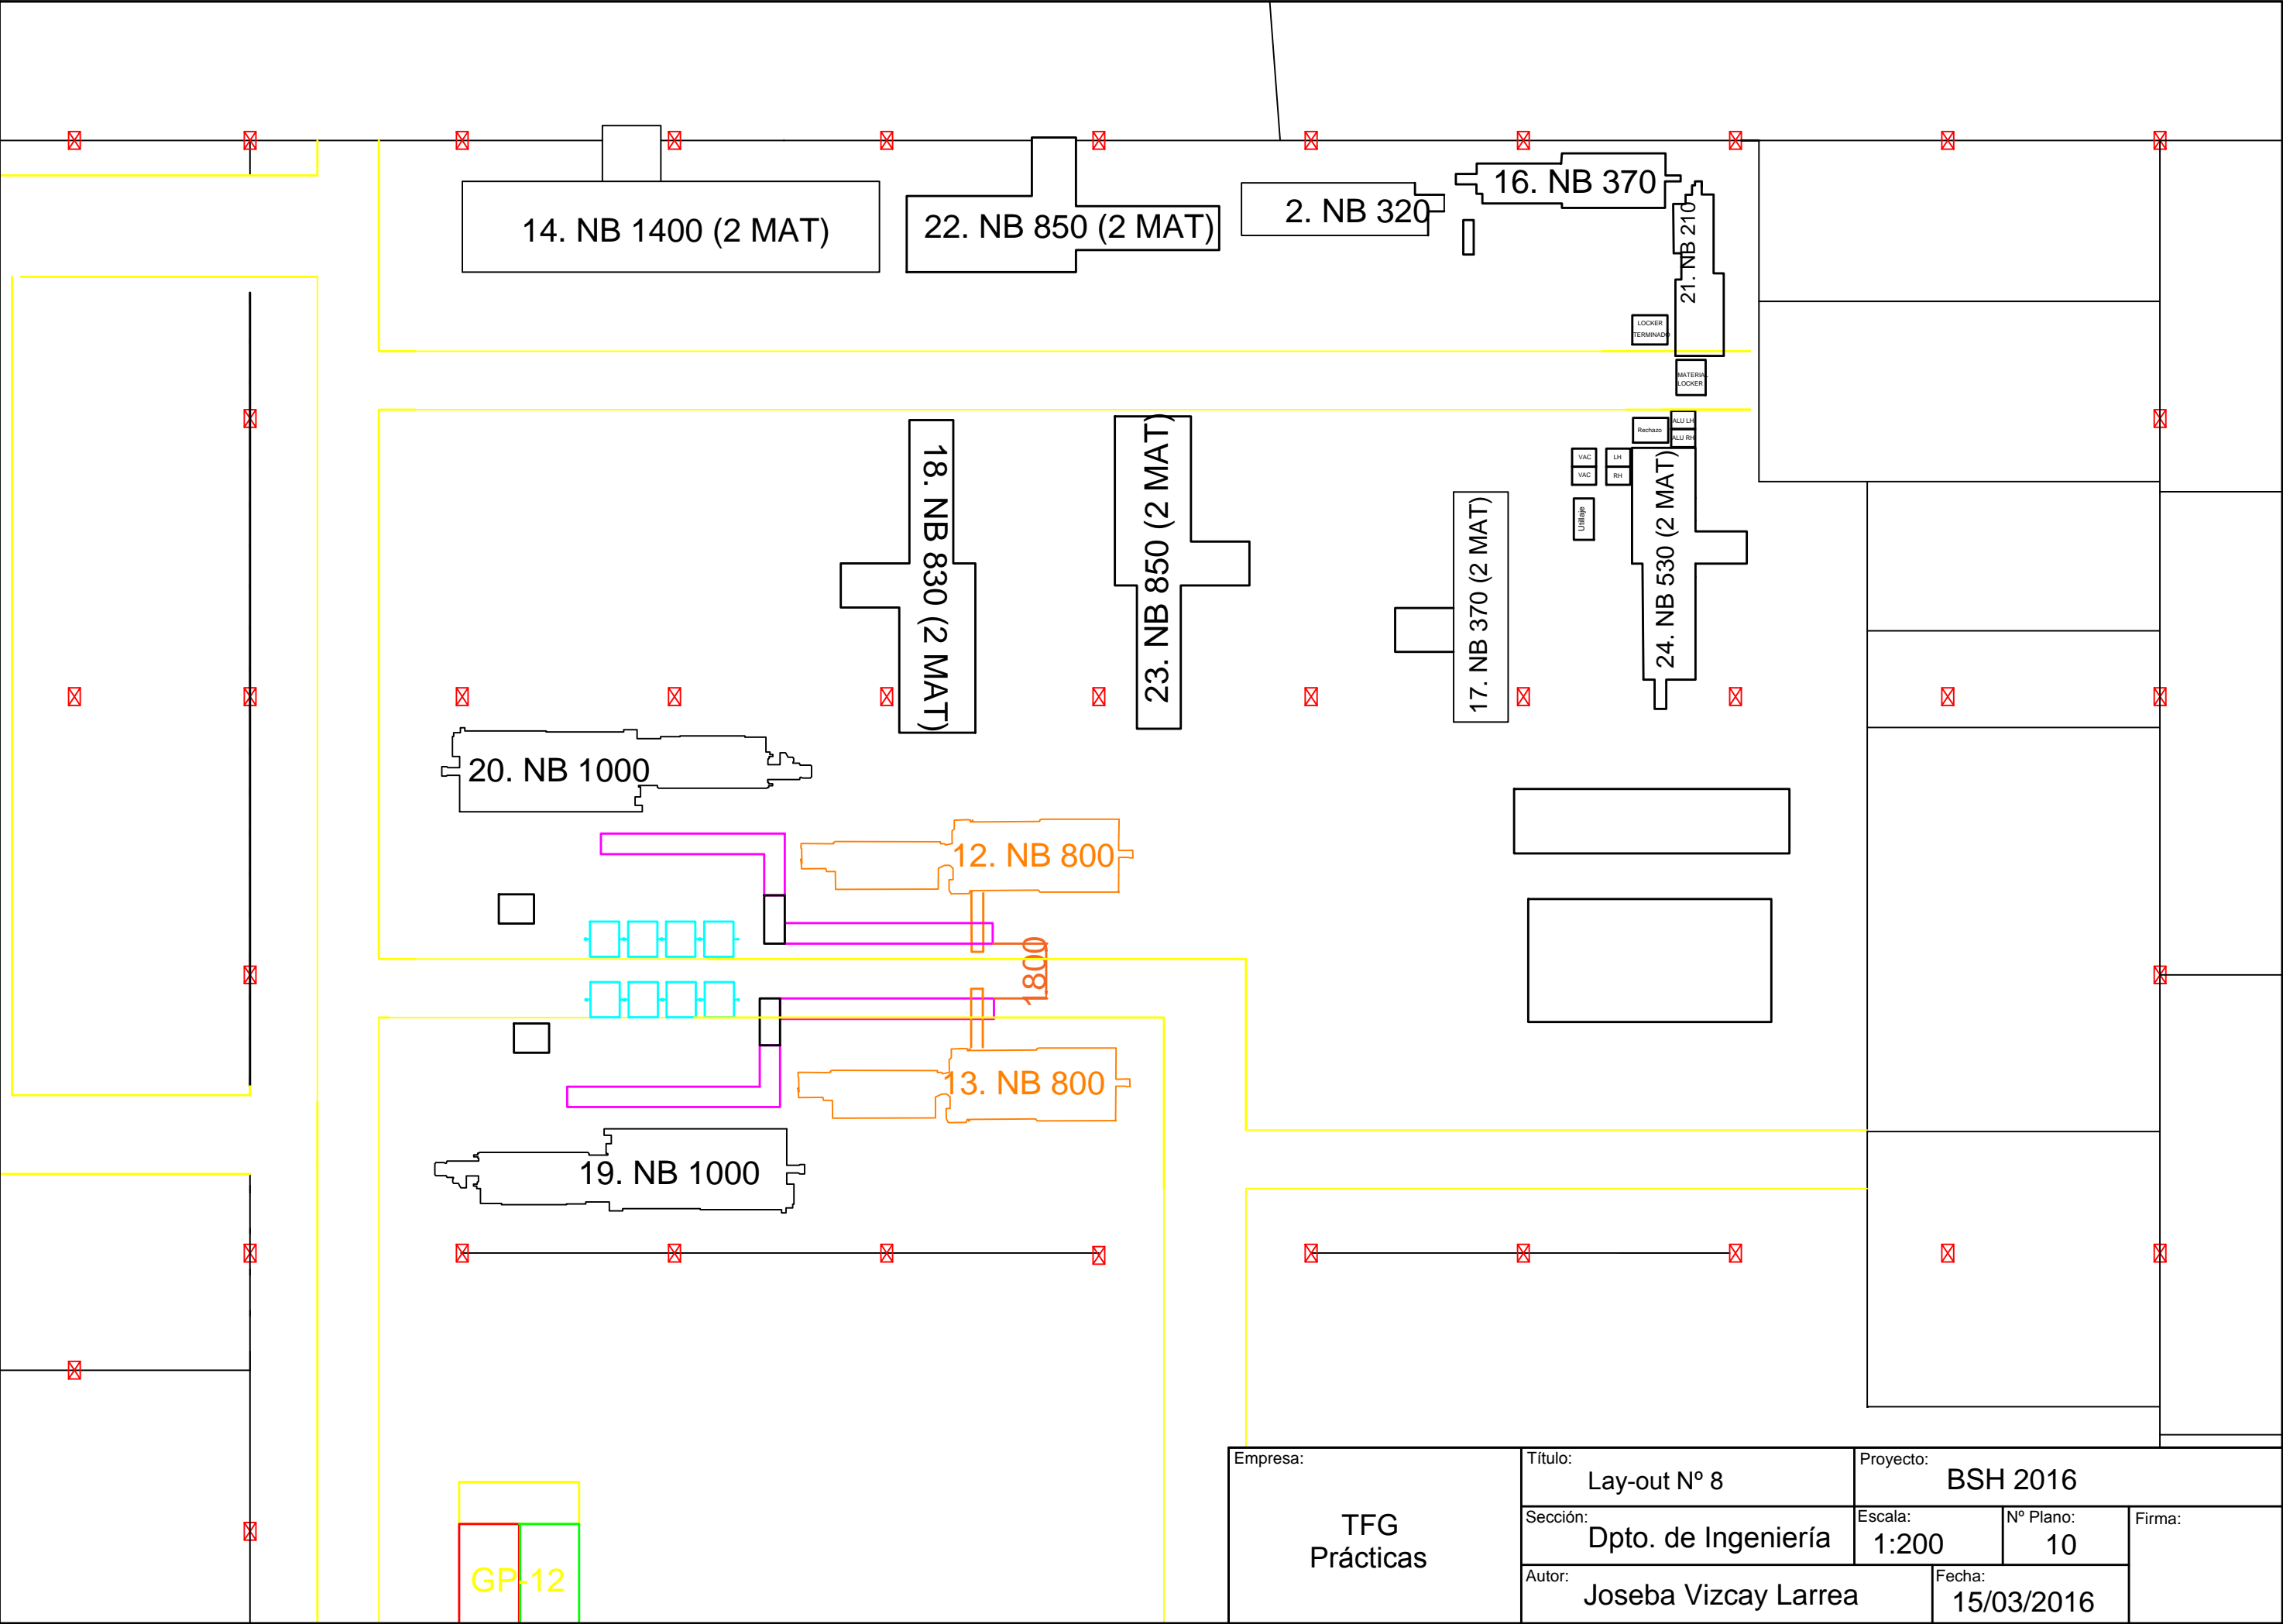 14. NB 1400 (2 MAT)
22. NB 850 (2 MAT)
2. NB 320
16. NB 370
21. NB 210
LOCKER
TERMINADO
MATERIAL
LOCKER
Rechazo
ALU LH
ALU RH
VAC
VAC
LH
RH
Utillaje
18. NB 830 (2 MAT)
23. NB 850 (2 MAT)
17. NB 370 (2 MAT)
24. NB 530 (2 MAT)
20. NB 1000
12. NB 800
1800
13. NB 800
19. NB 1000
GP-12
Empresa:
TFG
Prácticas
Título:
Lay-out Nº 8
Proyecto:
BSH 2016
Sección:
Dpto. de Ingeniería
Escala:
1:200
Nº Plano:
10
Firma:
Autor:
Joseba Vizcay Larrea
Fecha:
15/03/2016